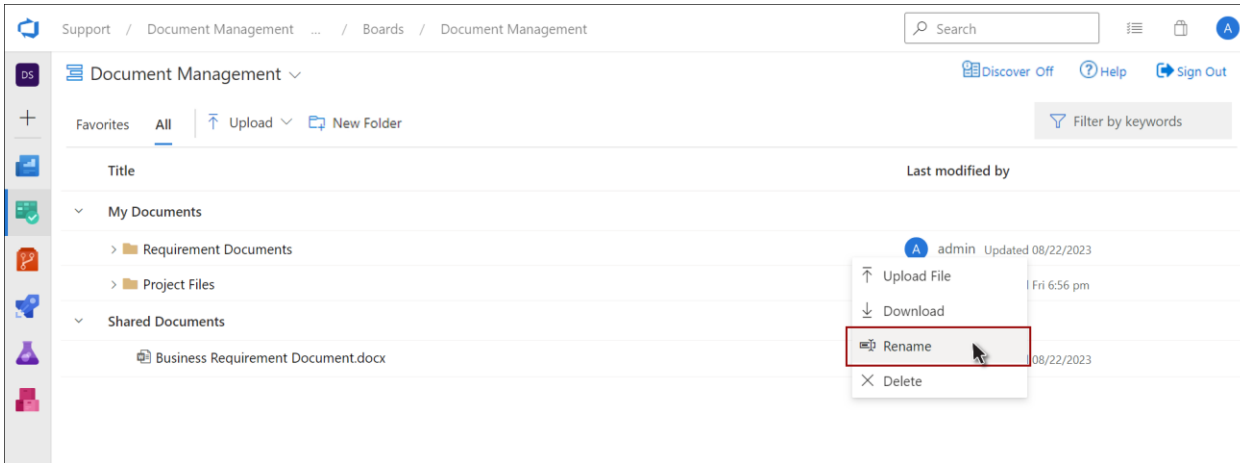 Support / Document Management ... / Boards / Document Management Search A
DS Document Management Discover Off Help Sign Out
Favorites All Upload New Folder Filter by keywords
Title Last modified by
My Documents
Requirement Documents A admin Updated 08/22/2023
Upload File
Project Files Fri 6:56 pm
Download
Shared Documents
Rename
Business Requirement Document.docx 08/22/2023
Delete